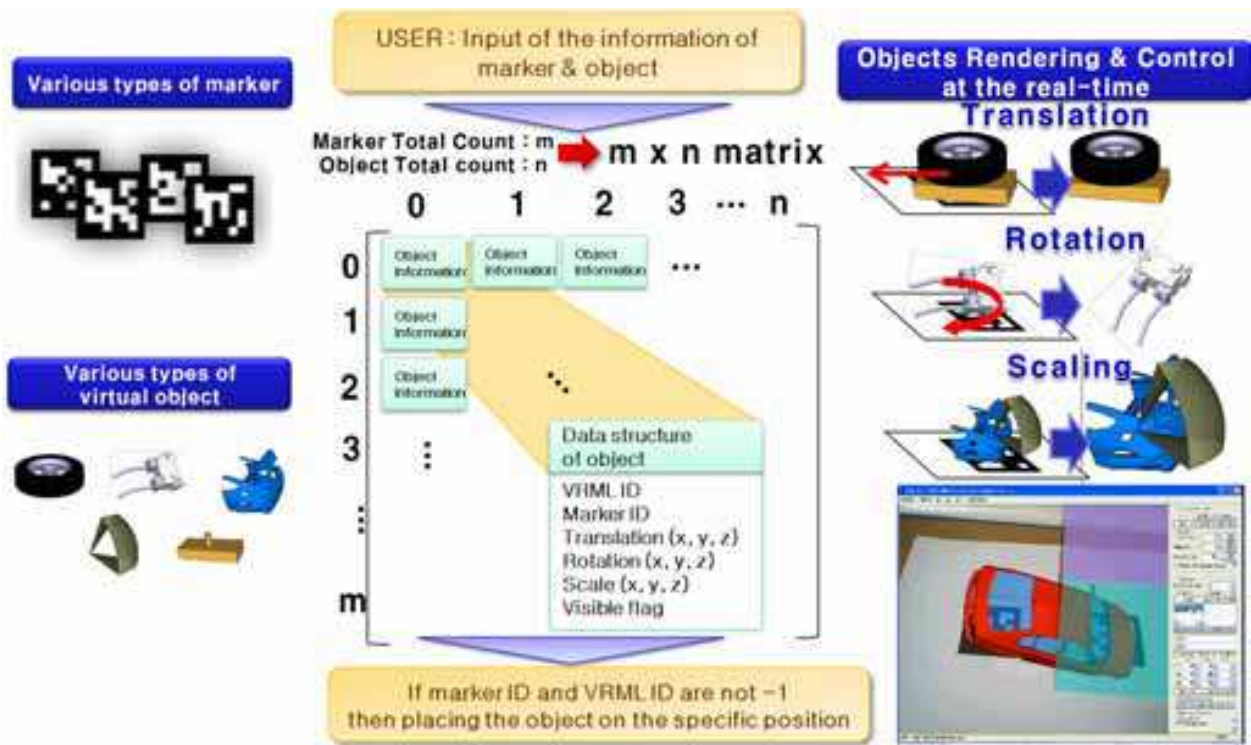 USER : Input of the information of
marker & object
Various types of marker
Objects Rendering & Control
at the real-time
Marker Total Count : m
Object Total count : n
m x n matrix
0 1 2 3 ... n
0
1
2
3
m
Object
Information
Object
Information
Object
Information
...
Object
Information
Object
Information
Data structure
of object
VRML ID
Marker ID
Translation (x, y, z)
Rotation (x, y, z)
Scale (x, y, z)
Visible flag
If marker ID and VRML ID are not -1
then placing the object on the specific position
Various types of
virtual object
Translation
Rotation
Scaling